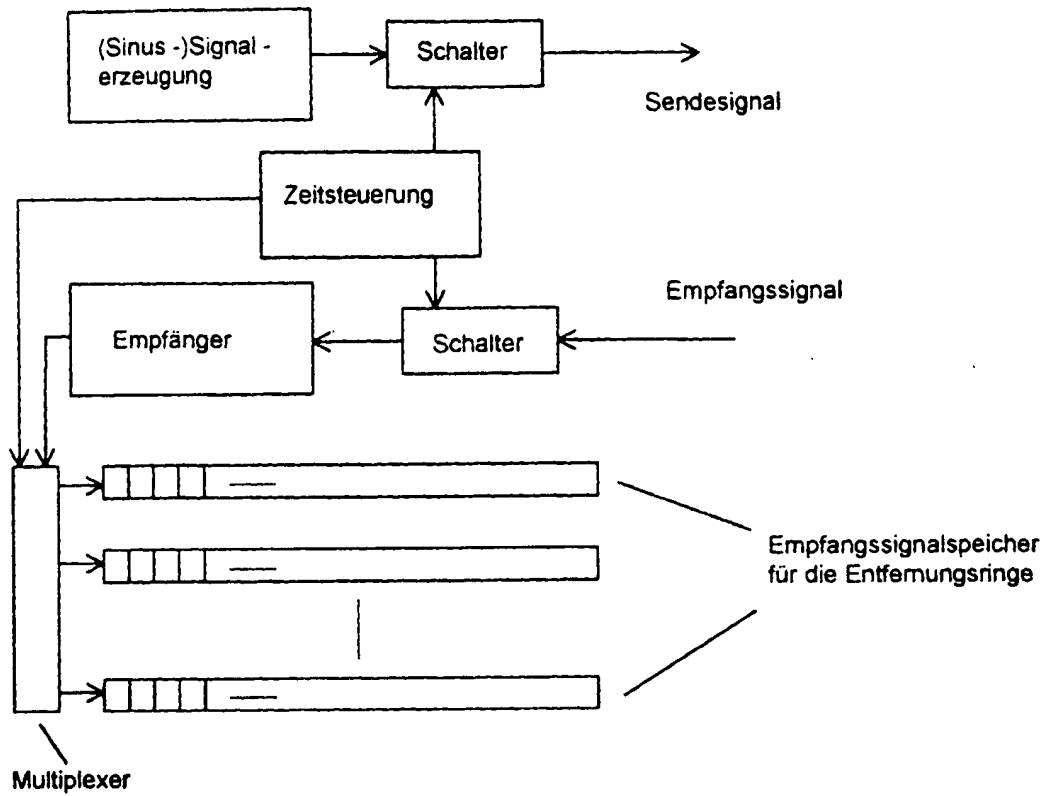 (Sinus -)Signal -
erzeugung
Schalter
Sendesignal
Zeitsteuerung
Empfangssignal
Empfänger
Schalter
Empfangssignalspeicher
für die Entfernungsringe
Multiplexer